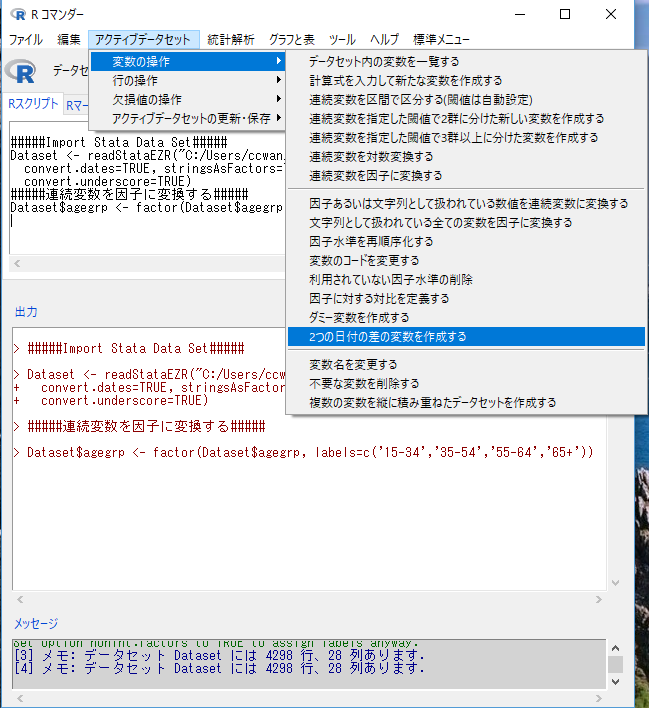 R コマンダー
ファイル 編集 アクティブデータセット 統計解析 グラフと表 ツール ヘルプ 標準メニュー
変数の操作
行の操作
欠損値の操作
アクティブデータセットの更新・保存
データセット内の変数を一覧する
計算式を入力して新たな変数を作成する
連続変数を区間で区分する(閾値は自動設定)
連続変数を指定した閾値で2群に分けた新しい変数を作成する
連続変数を指定した閾値で3群以上に分けた変数を作成する
連続変数を対数変換する
連続変数を因子に変換する
因子あるいは文字列として扱われている数値を連続変数に変換する
文字列として扱われている全ての変数を因子に変換する
因子水準を再順序化する
変数のコードを変更する
利用されていない因子水準の削除
因子に対する対比を定義する
ダミー変数を作成する
2つの日付の差の変数を作成する
変数名を変更する
不要な変数を削除する
複数の変数を縦に積み重ねたデータセットを作成する
R データセ
Rスクリプト Rマー
#####Import Stata Data Set#####
Dataset <- readStataEZR("C:/Users/ccwan
convert.dates=TRUE, stringsAsFactors=
convert.underscore=TRUE)
#####連続変数を因子に変換する#####
Dataset$agegrp <- factor(Dataset$agegrp
出力
> #####Import Stata Data Set#####
> Dataset <- readStataEZR("C:/Users/ccw
+ convert.dates=TRUE, stringsAsFactors
+ convert.underscore=TRUE)
> #####連続変数を因子に変換する#####
> Dataset$agegrp <- factor(Dataset$agegrp, labels=c('15-34','35-54','55-64','65+'))
メッセージ
Set option nonint.factors to TRUE to assign labels anyway.
[3] メモ: データセット Dataset には 4298 行、28 列あります.
[4] メモ: データセット Dataset には 4298 行、28 列あります.